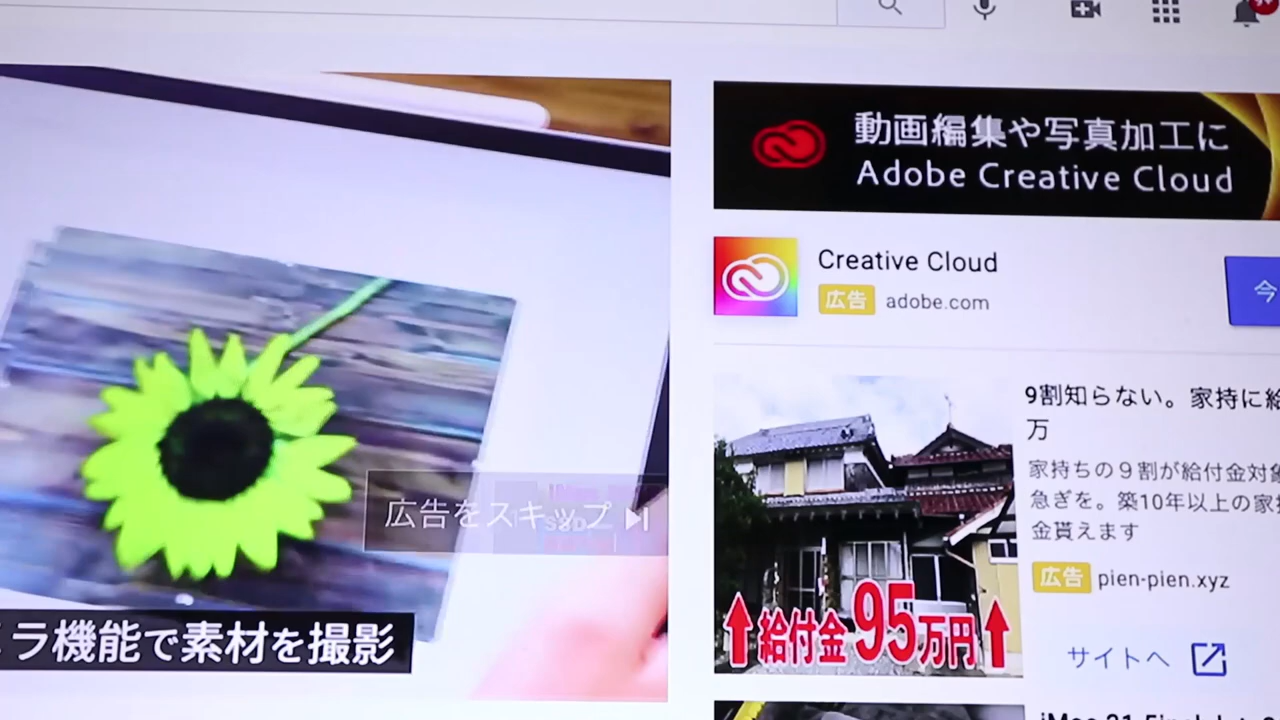 動画編集や写真加工に
Adobe Creative Cloud
Creative Cloud
広告 adobe.com
今
9割知らない。家持に給
万
家持ちの9割が給付金対象
急ぎを。築10年以上の家
金貰えます
広告 pien-pien.xyz
サイトへ
給付金95万円
広告をスキップ
ラ機能で素材を撮影